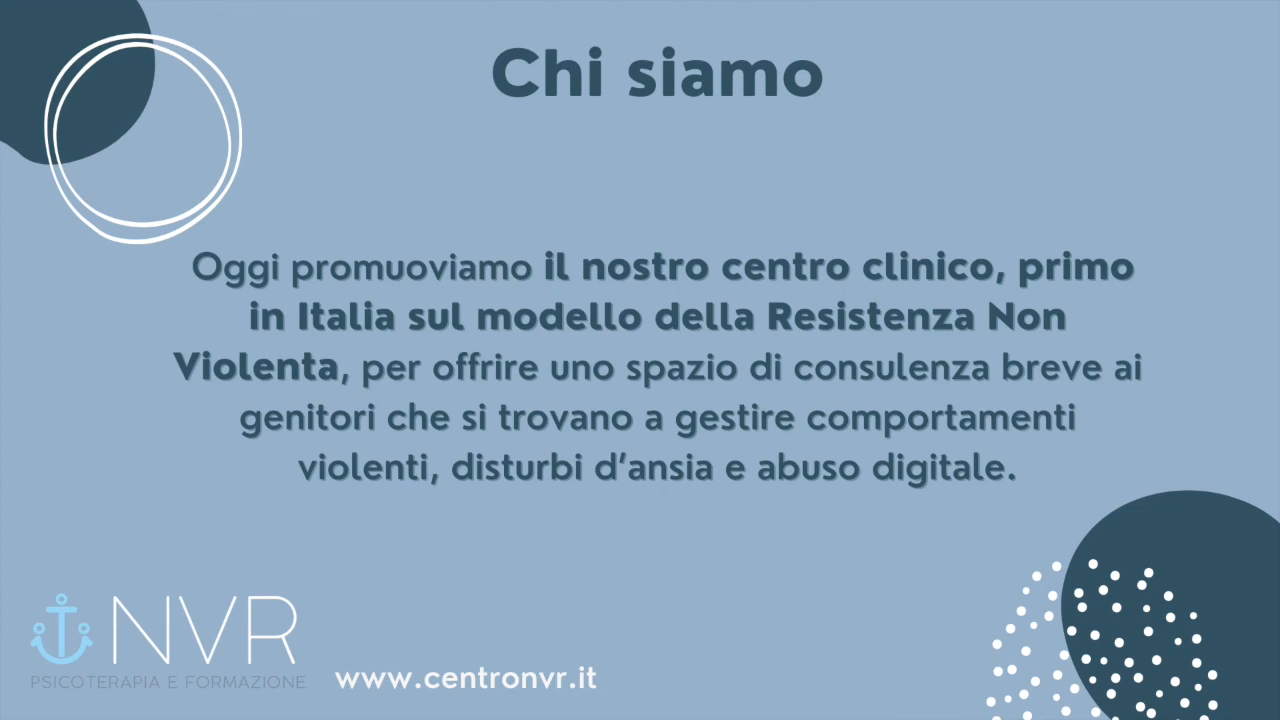 Chi siamo
Oggi promuoviamo il nostro centro clinico, primo
in Italia sul modello della Resistenza Non
Violenta, per offrire uno spazio di consulenza breve ai
genitori che si trovano a gestire comportamenti
violenti, disturbi d'ansia e abuso digitale.
NVR
PSICOTERAPIA E FORMAZIONE
www.centronvr.it